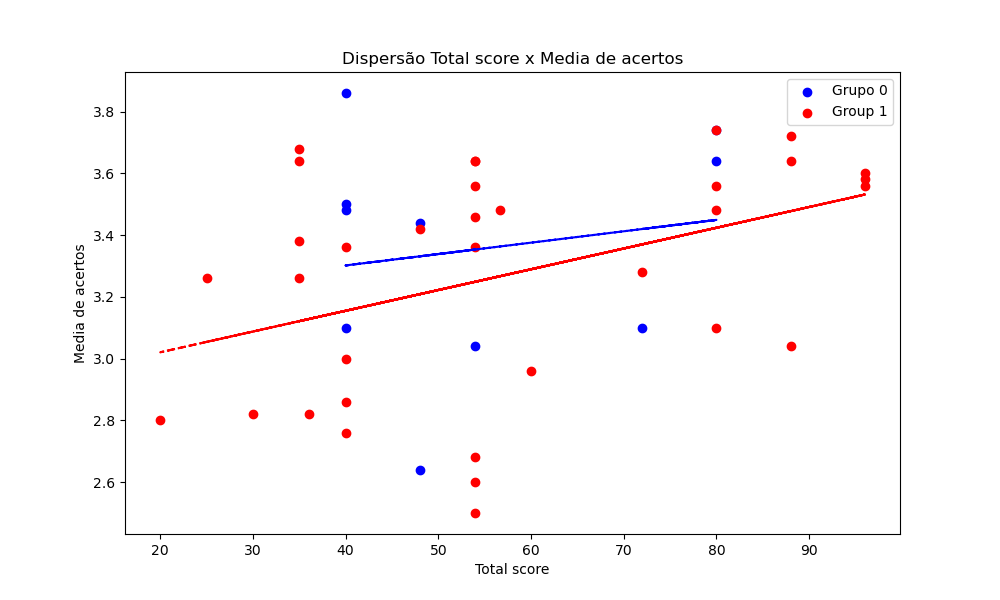 Dispersão Total score x Media de acertos
Grupo 0
Group 1
Media de acertos
3.8
3.6
3.4
3.2
3.0
2.8
2.6
20 30 40 50 60 70 80 90
Total score